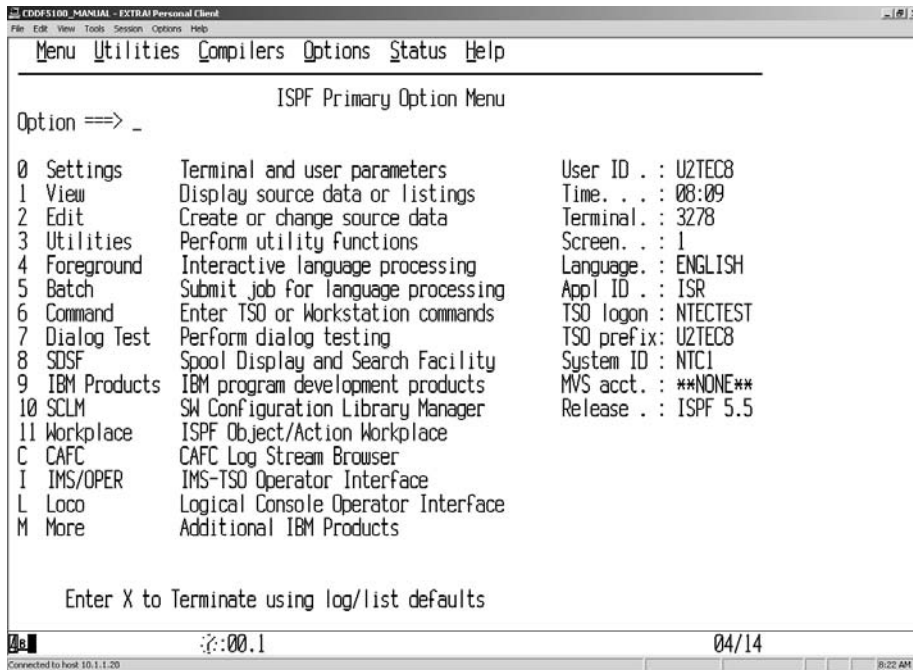 CDDF5100_MANUAL - EXTRA! Personal Client
File Edit View Tools Session Options Help
Menu Utilities Compilers Options Status Help
ISPF Primary Option Menu
Option ===> _
0 Settings Terminal and user parameters User ID . : U2TEC8
1 View Display source data or listings Time. . . : 08:09
2 Edit Create or change source data Terminal. : 3278
3 Utilities Perform utility functions Screen. . : 1
4 Foreground Interactive language processing Language. : ENGLISH
5 Batch Submit job for language processing Appl ID . : ISR
6 Command Enter TSO or Workstation commands TSO logon : NTECTEST
7 Dialog Test Perform dialog testing TSO prefix: U2TEC8
8 SDSF Spool Display and Search Facility System ID : NTC1
9 IBM Products IBM program development products MVS acct. : **NONE**
10 SCLM SW Configuration Library Manager Release . : ISPF 5.5
11 Workplace ISPF Object/Action Workplace
C CAFC CAFC Log Stream Browser
I IMS/OPER IMS-TSO Operator Interface
L Loco Logical Console Operator Interface
M More Additional IBM Products
Enter X to Terminate using log/list defaults
:00.1 04/14
Connected to host 10.1.1.20 8:22 AM